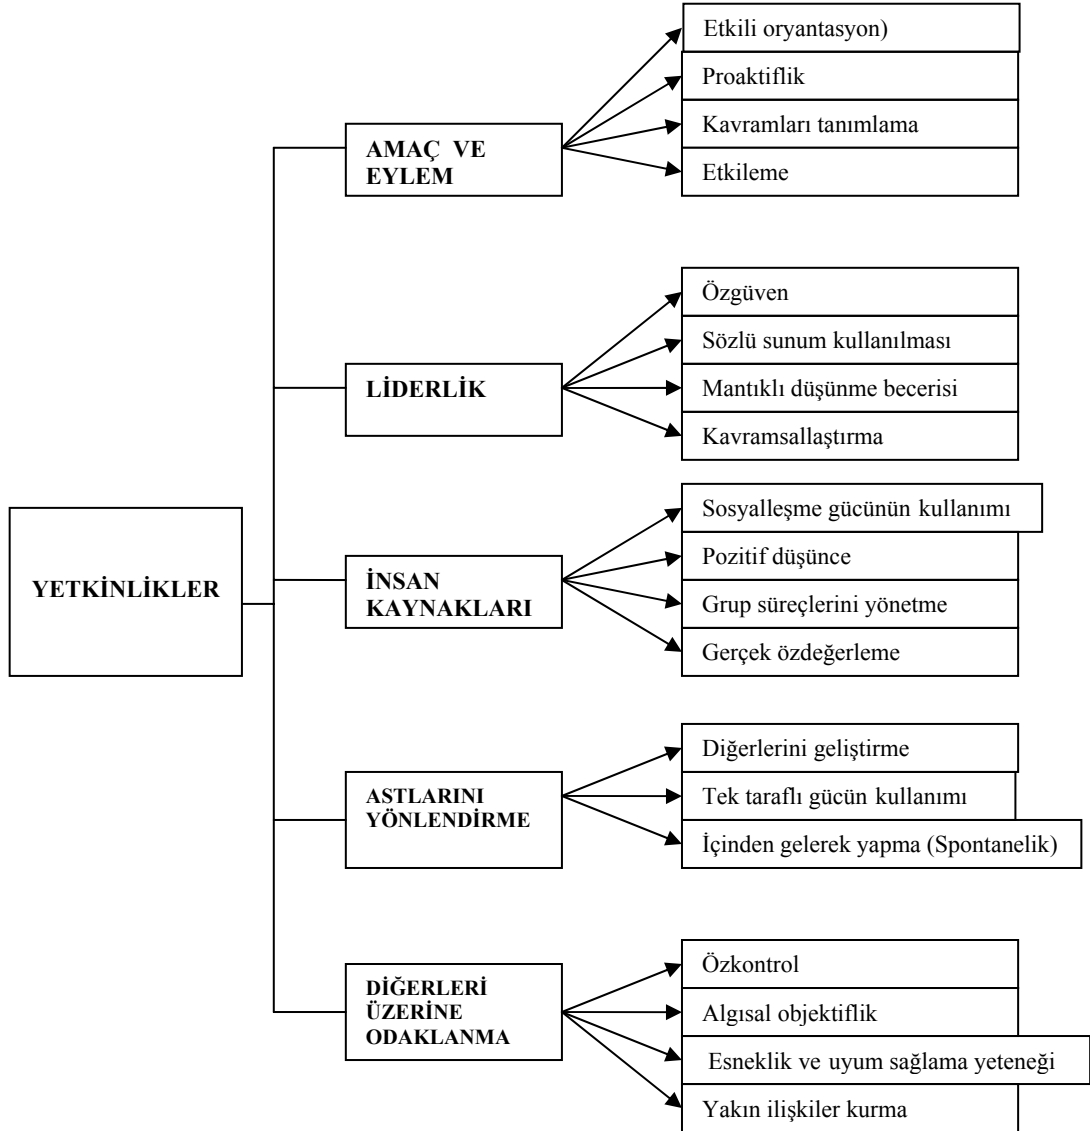 YETKİNLİKLER
AMAÇ VE
EYLEM
Etkili oryantasyon)
Proaktiflik
Kavramları tanımlama
Etkileme
LİDERLİK
Özgüven
Sözlü sunum kullanılması
Mantıklı düşünme becerisi
Kavramsallaştırma
İNSAN
KAYNAKLARI
Sosyalleşme gücünün kullanımı
Pozitif düşünce
Grup süreçlerini yönetme
Gerçek özdeğerleme
ASTLARINI
YÖNLENDİRME
Diğerlerini geliştirme
Tek taraflı gücün kullanımı
İçinden gelerek yapma (Spontanelik)
DİĞERLERİ
ÜZERİNE
ODAKLANMA
Özkontrol
Algısal objektiflik
Esneklik ve uyum sağlama yeteneği
Yakın ilişkiler kurma